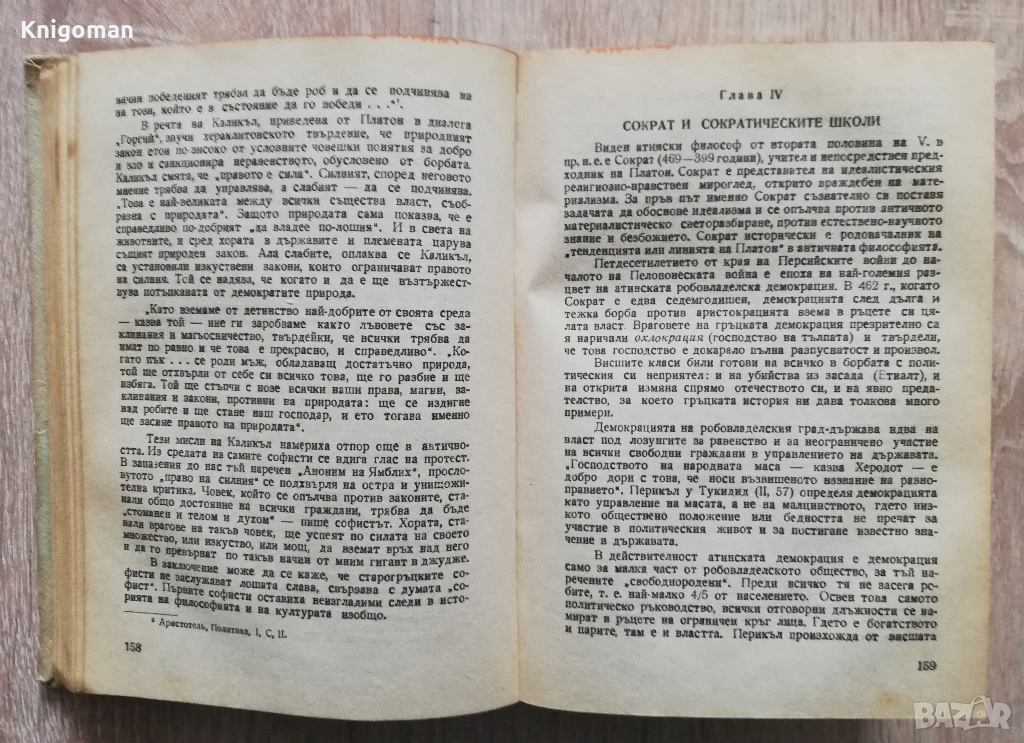 Knigoman
начин победеният трябва да бъде роб и да се подчинява на
на този, който е в състояние да го победи . . .“⁴.
В речта на Каликъл, приведена от Платон в диалога
„Горгий“, звучи хераклитовското твърдение, че природният
закон стои по-високо от условните човешки понятия за добро
и зло и санкционира неравенството, обусловено от борбата.
Каликъл смята, че „правото е сила“. Силният, според неговото
мнение трябва да управлява, а слабият — да се подчинява.
„Това е най-великата между всички същества власт, съоб-
разна с природата“. Защото природата сама показва, че е
справедливо по-добрият „да владее по-лошия“. И в света на
животните, и сред хората в държавите и племената царува
същият природен закон. Ала слабите, оплаква се Каликъл,
са установили изкуствени закони, които ограничават правото
на силния. Той се надява, че когато и да е ще възтържест-
вува потъпкавата от демократите природа.
„Като вземаме от детинство най-добрите от своята среда
— казва той — ние ги заробваме както лъвовете със за-
клинания и магьосничество, твърдейки, че всички трябва да
имат по равно и че това е прекрасно, и справедливо“. „Ко-
гато пък . . . се роди мъж, обладаващ достатъчно природа,
той ще отхвърли от себе си всичко това, ще го разбие и ще
избяга. Той ще стъпчи с нозе всички наши права, магии, за-
кливания и закони, противни на природата: ще се издигне
над робите и ще стане наш господар, и ето тогава именно
ще засияе правото на природата“.
Тези мисли на Каликъл намериха отпор още в антично-
стта. Из средата на самите софисти се вдига глас на протест.
В запазения до нас тъй наречен „Аноним на Ямблих“, просло-
вутото „право на силния“ се подхвърля на остра и унищожи-
телна критика. Човек, който се опълчва против законите, ста-
нали общо достояние на всички граждани, трябва да бъде
„стоманен и телом и духом“ — пише софистът. Хората, ста-
нали врагове на такъв човек, ще успеят по силата на своето
множество, или изкуство, или мощ, да вземат връх над него
и да го превърват по такъв начин от мним гигант в джудже.
В заключение може да се каже, че старогръцките со-
фисти не заслужават лошата слава, свързана с думата „со-
фист“. Първите софисти оставиха неизгладими следи в исто-
рията на философията и на културата изобщо.
⁴ Аристотель, Политика, I, C, II.
158
Глава IV
СОКРАТ И СОКРАТИЧЕСКИТЕ ШКОЛИ
Виден атински философ от втората половина на V. в
пр. н. е. е Сократ (469—399 години), учител и непосредствен пред-
ходник на Платон. Сократ е представител на идеалистическия
религиозно-нравствен мироглед, открито враждебен на мате-
риализма. За пръв път именно Сократ съзнателно си поставя
задачата да обоснове идеализма и се опълчва против античното
материалистическо светоразбиране, против естествено-научното
знание и безбожието. Сократ исторически е родовачалник на
„тенденцията или линията на Платон“ в античната философията.
Петдесетилетието от края на Персийските войни до на-
чалото на Пелопонеската война е епоха на най-големия раз-
цвет на атинската робовладелска демокрация. В 462 г., когато
Сократ е едва седемгодишен, демокрацията след дълга и
тежка борба против аристокрацията взема в ръцете си ця-
лата власт. Враговете на гръцката демокрация презрително са
я наричали охлокрация (господство на тълпата) и твърдели,
че това господство е докарало пълна разпусватост и произвол.
Висшите класи били готови на всичко в борбата с по-
литическия си неприятел: и на убийства из засада (Етиалт), и
на открита измяна спрямо отечеството си, и на явно преда-
телство, за което гръцката история ни дава толкова много
примери.
Демокрацията на робовладелския град-държава идва на
власт под лозунгите за равенство и за неограничено участие
на всички свободни граждани в управлението на държавата.
„Господството на народната маса — казва Херодот — е
добро дори с това, че носи възвишеното название на равно-
правието“. Перикъл у Тукидид (II, 57) определя демокрацията
като управление на масата, а не на малцинството, гдето низ-
кото обществено положение или бедността не пречат за
участие в политическия живот и за постигане известно зна-
чение в държавата.
В действителност атинската демокрация е демокрация
само за малка част от робовладелското общество, за тъй на-
речените „свободнородени“. Преди всичко тя не засега ро-
бите, т. е. най-малко 4/5 от населението. Освен това самото
политическо ръководство, всички отговорни длъжности се на-
мират в ръцете на ограничен кръг лица. Гдето е богатството
и парите, там е и властта. Перикъл произхожда от висшата
159
BAZAR